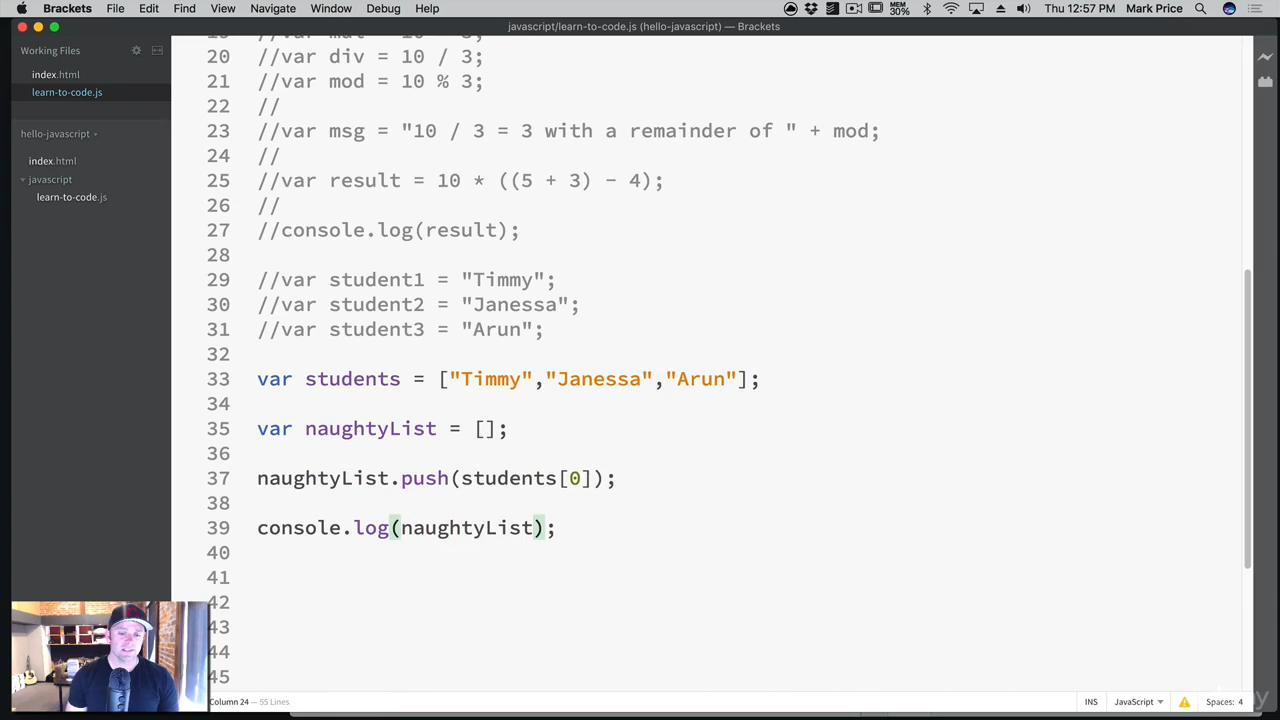 Brackets File Edit Find View Navigate Window Debug Help MEM 30% Thu 12:57 PM Mark Price
javascript/learn-to-code.js (hello-javascript) — Brackets
Working Files
index.html
learn-to-code.js
hello-javascript
index.html
javascript
learn-to-code.js
20 //var div = 10 / 3;
21 //var mod = 10 % 3;
22 //
23 //var msg = "10 / 3 = 3 with a remainder of " + mod;
24 //
25 //var result = 10 * ((5 + 3) - 4);
26 //
27 //console.log(result);
28
29 //var student1 = "Timmy";
30 //var student2 = "Janessa";
31 //var student3 = "Arun";
32
33 var students = ["Timmy","Janessa","Arun"];
34
35 var naughtyList = [];
36
37 naughtyList.push(students[0]);
38
39 console.log(naughtyList);
40
41
42
43
44
45
Column 24 — 55 Lines INS JavaScript Spaces: 4